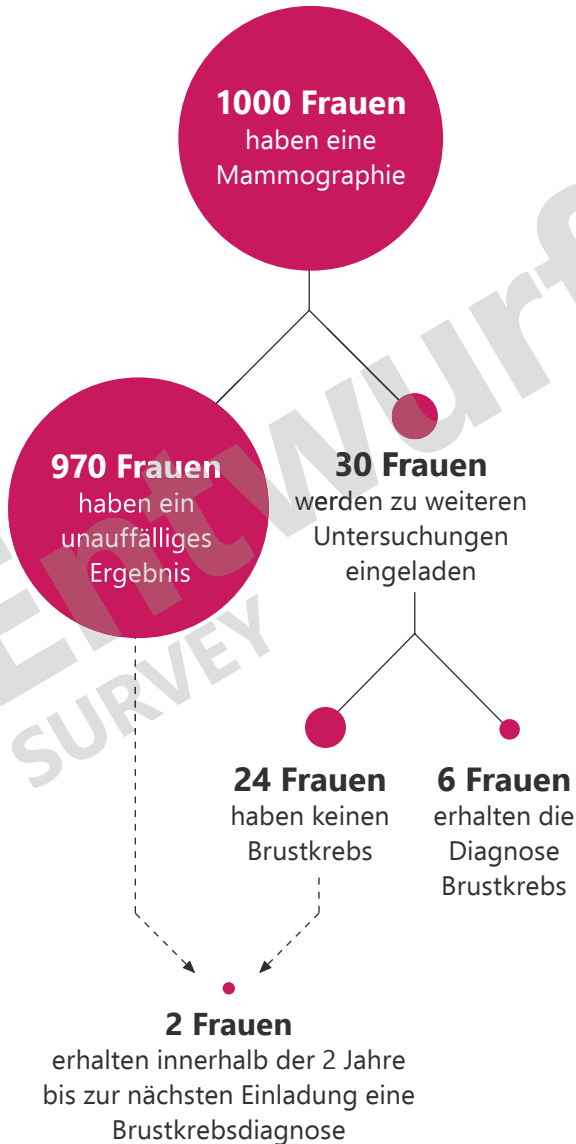 1000 Frauen
haben eine
Mammographie
970 Frauen
haben ein
unauffälliges
Ergebnis
30 Frauen
werden zu weiteren
Untersuchungen
eingeladen
24 Frauen
haben keinen
Brustkrebs
6 Frauen
erhalten die
Diagnose
Brustkrebs
2 Frauen
erhalten innerhalb der 2 Jahre
bis zur nächsten Einladung eine
Brustkrebsdiagnose
Entwurf
SURVEY